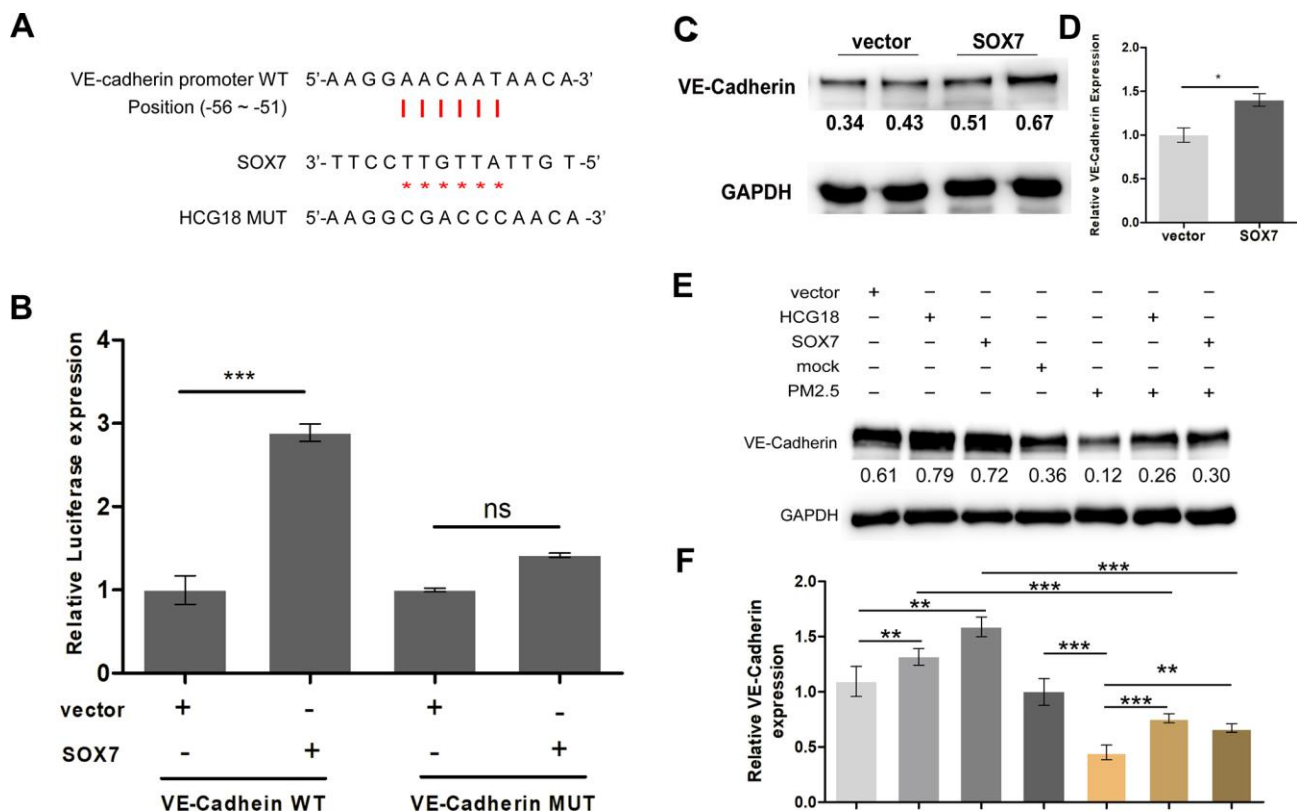 A
VE-cadherin promoter WT 5'-A A G G A A C A A T A A C A-3'
Position (-56 ~ -51)
SOX7 3'- T T C C T T G T T A T T G T -5'
* * * * * *
HCG18 MUT 5'-A A G G C G A C C C A A C A -3'
B
Relative Luciferase expression
4
3
2
1
0
***
ns
vector + - + -
SOX7 - + - +
VE-Cadhein WT VE-Cadherin MUT
C
vector SOX7
VE-Cadherin
0.34 0.43 0.51 0.67
GAPDH
D
Relative VE-Cadherin Expression
2.0
1.5
1.0
0.5
0.0
*
vector SOX7
E
vector + – – – – – –
HCG18 – + – – – + –
SOX7 – – + – – – +
mock – – – + – – –
PM2.5 – – – – + + +
VE-Cadherin
0.61 0.79 0.72 0.36 0.12 0.26 0.30
GAPDH
F
Relative VE-Cadherin
expression
2.0
1.5
1.0
0.5
0.0
***
***
**
**
***
**
***